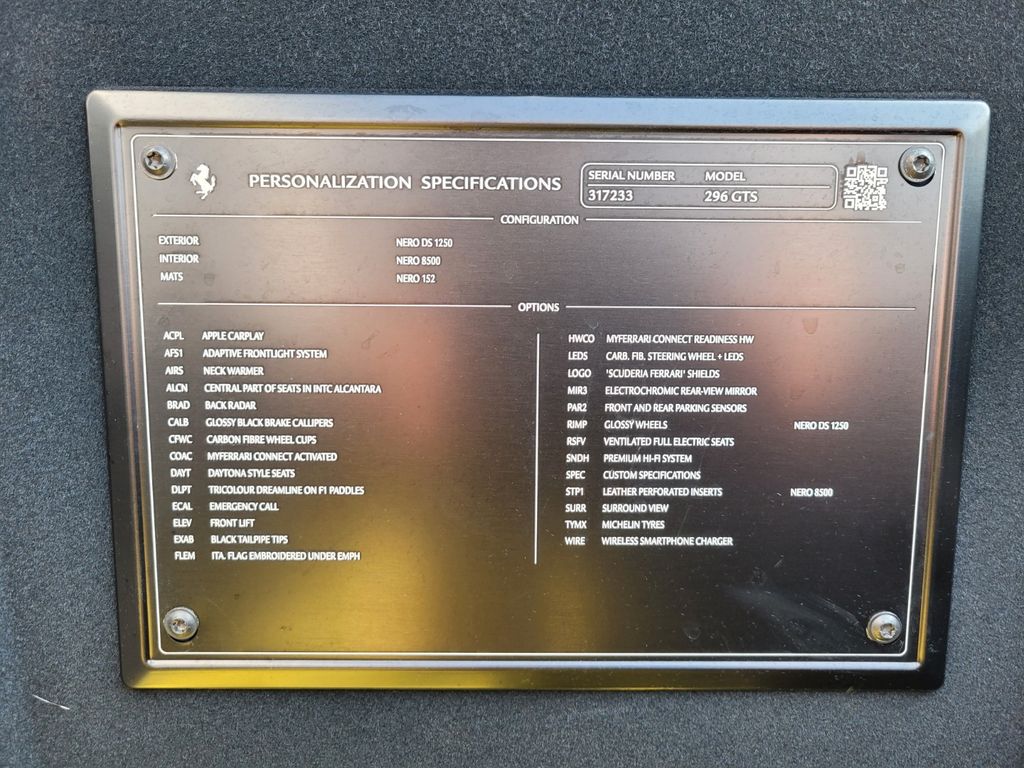 PERSONALIZATION SPECIFICATIONS
SERIAL NUMBER MODEL
317233 296 GTS
CONFIGURATION
EXTERIOR NERO DS 1250
INTERIOR NERO 8500
MATS NERO 152
OPTIONS
ACPL APPLE CARPLAY
AFS1 ADAPTIVE FRONTLIGHT SYSTEM
AIRS NECK WARMER
ALCN CENTRAL PART OF SEATS IN INTC ALCANTARA
BRAD BACK RADAR
CALB GLOSSY BLACK BRAKE CALLIPERS
CFWC CARBON FIBRE WHEEL CUPS
COAC MYFERRARI CONNECT ACTIVATED
DAYT DAYTONA STYLE SEATS
DLPT TRICOLOUR DREAMLINE ON F1 PADDLES
ECAL EMERGENCY CALL
ELEV FRONT LIFT
EXAB BLACK TAILPIPE TIPS
FLEM ITA. FLAG EMBROIDERED UNDER EMPH
HWCO MYFERRARI CONNECT READINESS HW
LEDS CARB. FIB. STEERING WHEEL + LEDS
LOGO 'SCUDERIA FERRARI' SHIELDS
MIR3 ELECTROCHROMIC REAR-VIEW MIRROR
PAR2 FRONT AND REAR PARKING SENSORS
RIMP GLOSSY WHEELS NERO DS 1250
RSFV VENTILATED FULL ELECTRIC SEATS
SNDH PREMIUM HI-FI SYSTEM
SPEC CUSTOM SPECIFICATIONS
STP1 LEATHER PERFORATED INSERTS NERO 8500
SURR SURROUND VIEW
TYMX MICHELIN TYRES
WIRE WIRELESS SMARTPHONE CHARGER